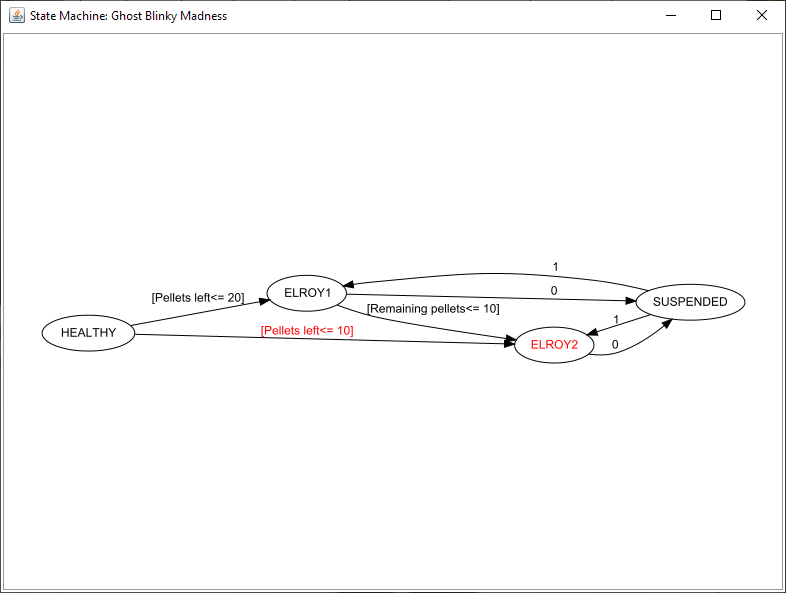 State Machine: Ghost Blinky Madness
1
[Pellets left<= 20]
ELROY1
0
SUSPENDED
[Remaining pellets<= 10]
1
HEALTHY
[Pellets left<= 10]
ELROY2
0